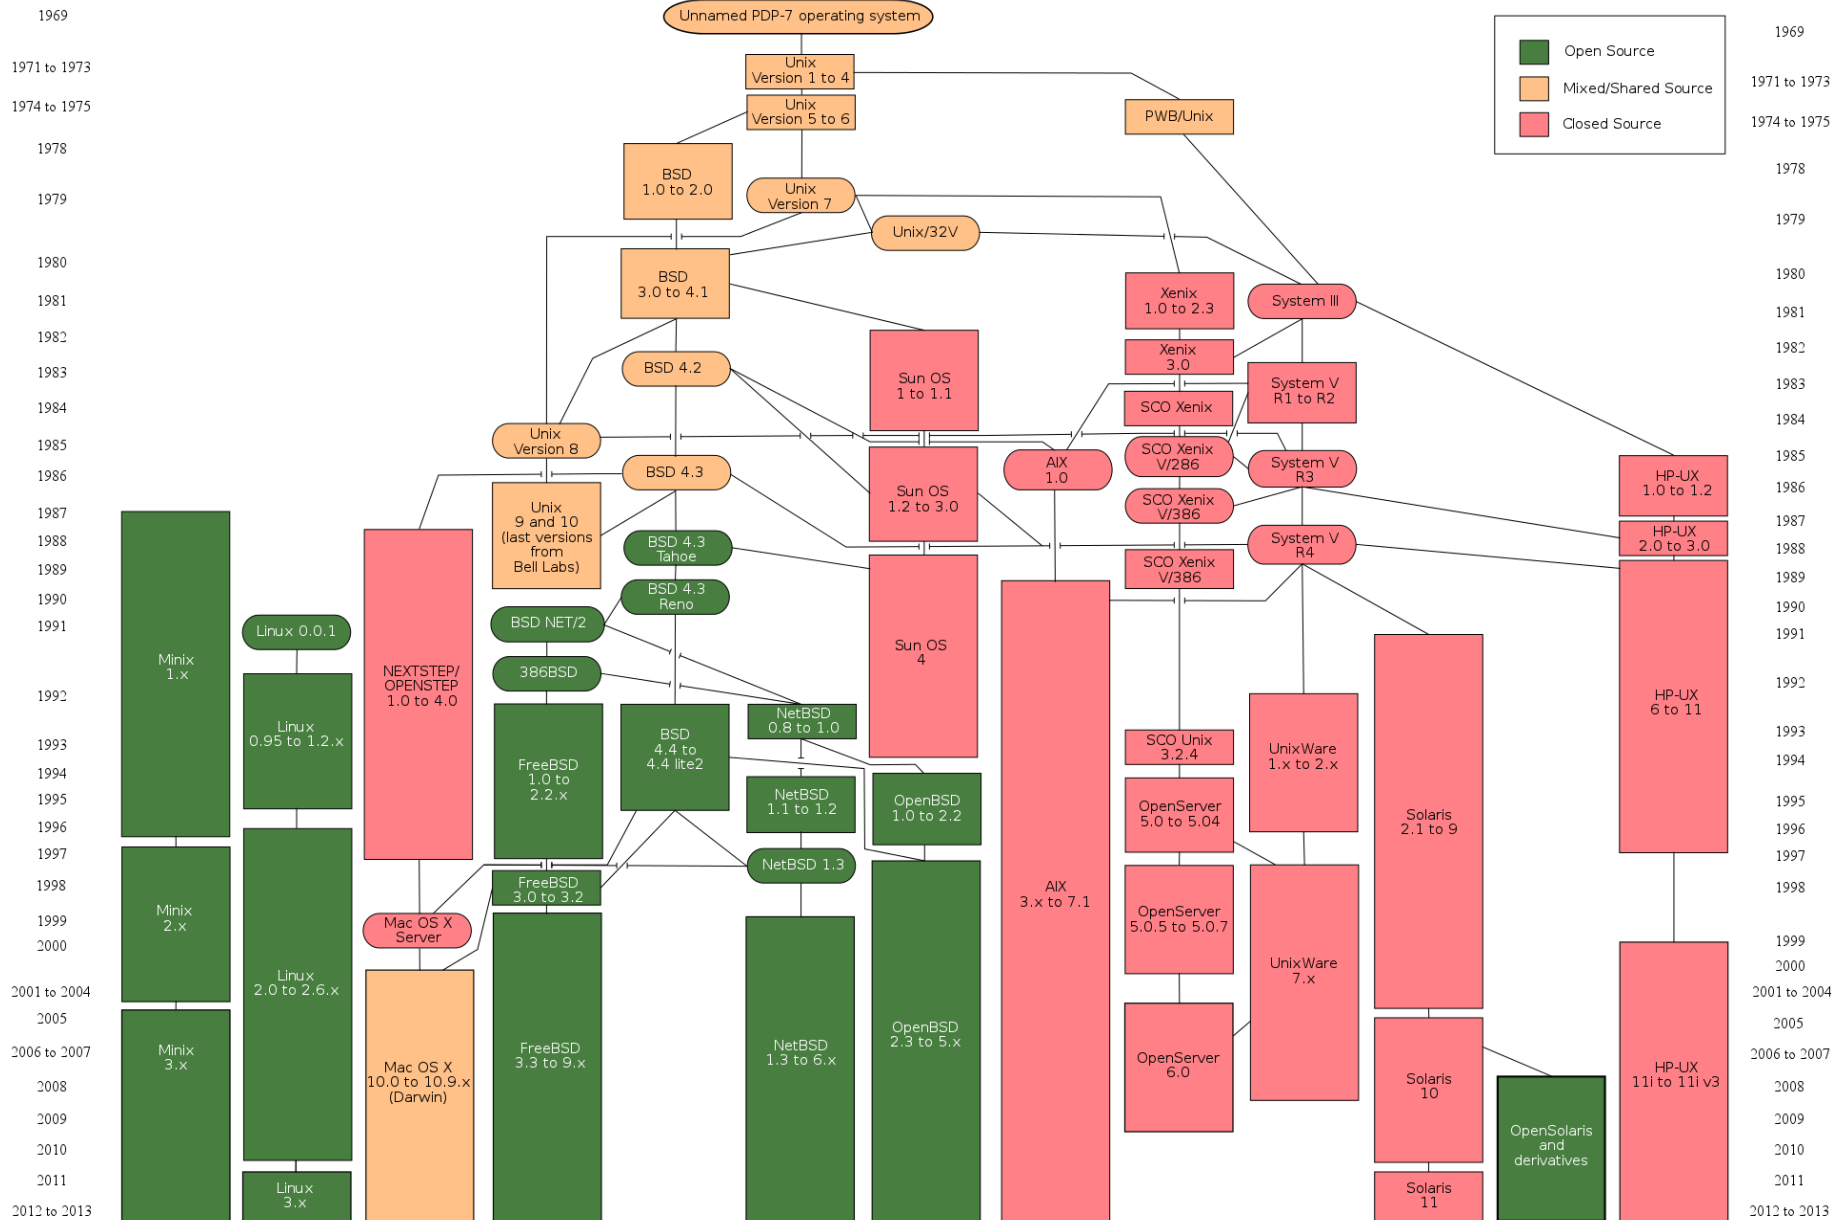 Unnamed PDP-7 operating system
1969
1969
Open Source
Mixed/Shared Source
Closed Source
1971 to 1973
Unix
Version 1 to 4
1971 to 1973
1974 to 1975
Unix
Version 5 to 6
PWB/Unix
1974 to 1975
1978
BSD
1.0 to 2.0
1978
1979
Unix
Version 7
Unix/32V
1979
1980
BSD
3.0 to 4.1
Xenix
1.0 to 2.3
System III
1980
1981
1981
1982
Xenix
3.0
1982
1983
BSD 4.2
Sun OS
1 to 1.1
System V
R1 to R2
1983
1984
SCO Xenix
1984
1985
Unix
Version 8
SCO Xenix
V/286
AIX
1.0
System V
R3
1985
1986
BSD 4.3
HP-UX
1.0 to 1.2
1986
Sun OS
1.2 to 3.0
SCO Xenix
V/386
1987
Unix
9 and 10
(last versions
from
Bell Labs)
1987
1988
BSD 4.3
Tahoe
System V
R4
HP-UX
2.0 to 3.0
1988
1989
SCO Xenix
V/386
1989
1990
BSD 4.3
Reno
1990
1991
Linux 0.0.1
BSD NET/2
1991
Minix
1.x
NEXTSTEP/
OPENSTEP
1.0 to 4.0
386BSD
Sun OS
4
1992
HP-UX
6 to 11
1992
Linux
0.95 to 1.2.x
NetBSD
0.8 to 1.0
1993
BSD
4.4 to
4.4 lite2
SCO Unix
3.2.4
UnixWare
1.x to 2.x
1993
1994
FreeBSD
1.0 to
2.2.x
1994
1995
NetBSD
1.1 to 1.2
OpenBSD
1.0 to 2.2
OpenServer
5.0 to 5.04
Solaris
2.1 to 9
1995
1996
1996
1997
NetBSD 1.3
1997
1998
FreeBSD
3.0 to 3.2
AIX
3.x to 7.1
1998
Minix
2.x
1999
Mac OS X
Server
OpenServer
5.0.5 to 5.0.7
1999
2000
UnixWare
7.x
2000
Linux
2.0 to 2.6.x
2001 to 2004
2001 to 2004
2005
OpenBSD
2.3 to 5.x
2005
2006 to 2007
Minix
3.x
FreeBSD
3.3 to 9.x
NetBSD
1.3 to 6.x
OpenServer
6.0
2006 to 2007
Mac OS X
10.0 to 10.9.x
(Darwin)
HP-UX
11i to 11i v3
2008
Solaris
10
2008
2009
2009
2010
OpenSolaris
and
derivatives
2010
2011
Linux
3.x
Solaris
11
2011
2012 to 2013
2012 to 2013